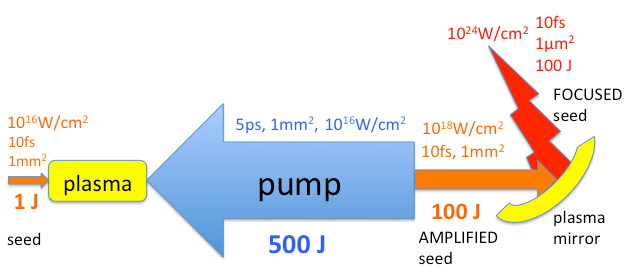 10²⁴W/cm²
10fs
1µm²
100 J
FOCUSED
seed
10¹⁶W/cm²
10fs
1mm²
1 J
seed
plasma
5ps, 1mm², 10¹⁶W/cm²
pump
500 J
10¹⁸W/cm²
10fs, 1mm²
100 J
AMPLIFIED
seed
plasma
mirror